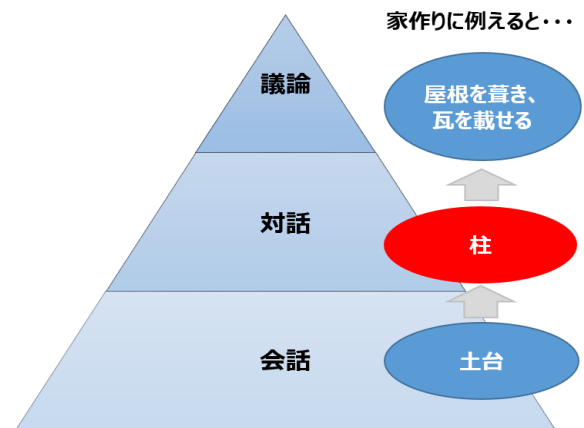 家作りに例えると・・・
議論
屋根を葺き、
瓦を載せる
対話
柱
会話
土台